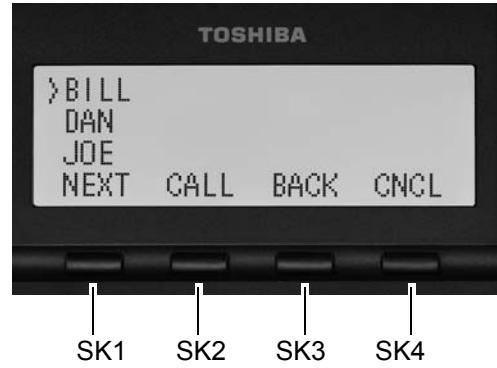 TOSHIBA
>BILL
DAN
JOE
NEXT CALL BACK CNCL
SK1 SK2 SK3 SK4